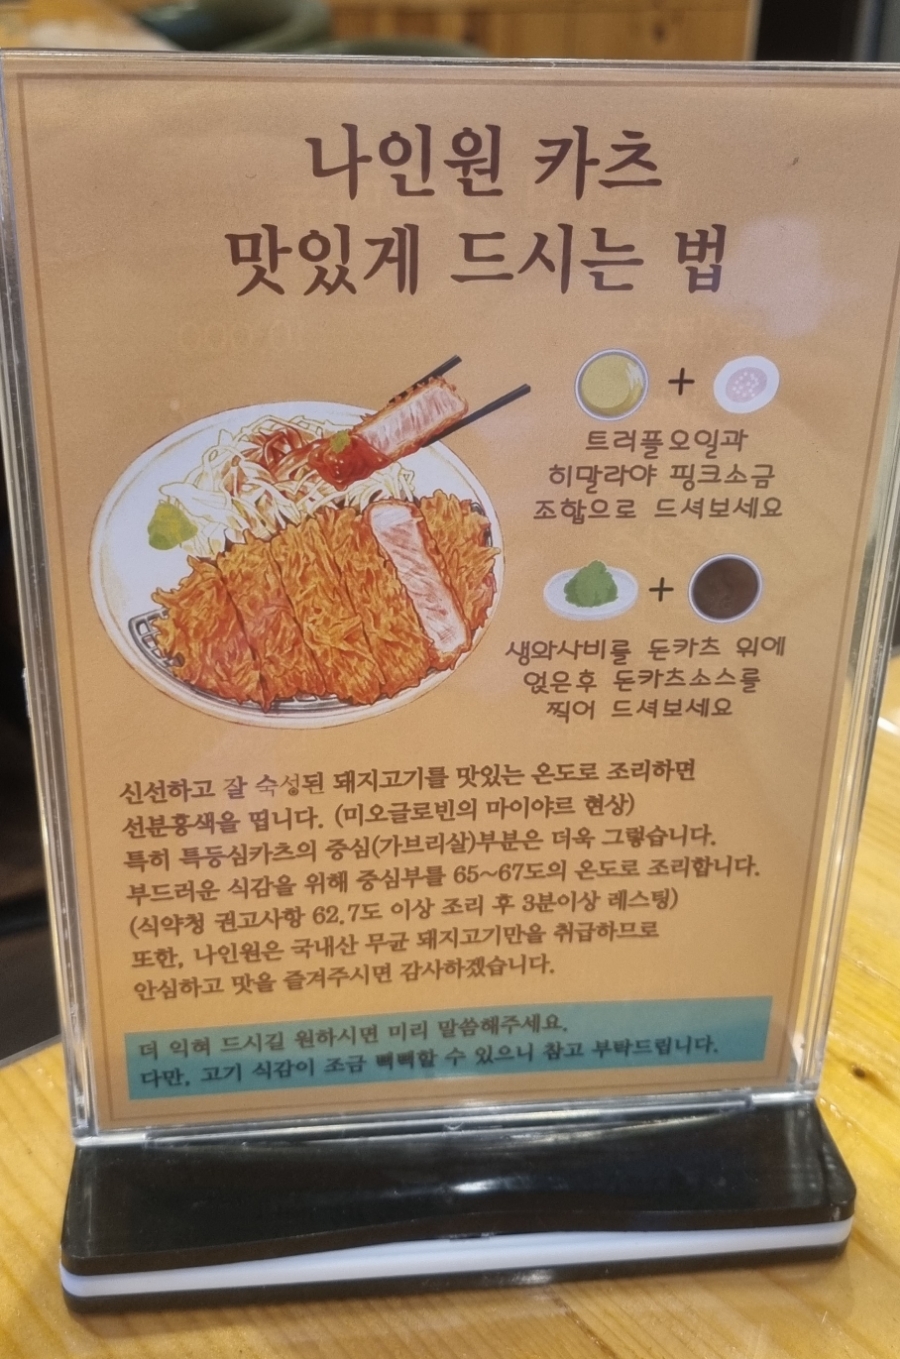 나인원 카츠
맛있게 드시는 법
트러플오일과
히말라야 핑크소금
조합으로 드셔보세요
생와사비를 돈카츠 위에
얹은후 돈카츠소스를
찍어 드셔보세요
신선하고 잘 숙성된 돼지고기를 맛있는 온도로 조리하면
선분홍색을 띕니다. (미오글로빈의 마이야르 현상)
특히 특등심카츠의 중심(가브리살)부분은 더욱 그렇습니다.
부드러운 식감을 위해 중심부를 65~67도의 온도로 조리합니다.
(식약청 권고사항 62.7도 이상 조리 후 3분이상 레스팅)
또한, 나인원은 국내산 무균 돼지고기만을 취급하므로
안심하고 맛을 즐겨주시면 감사하겠습니다.
더 익혀 드시길 원하시면 미리 말씀해주세요.
다만, 고기 식감이 조금 뻑뻑할 수 있으니 참고 부탁드립니다.